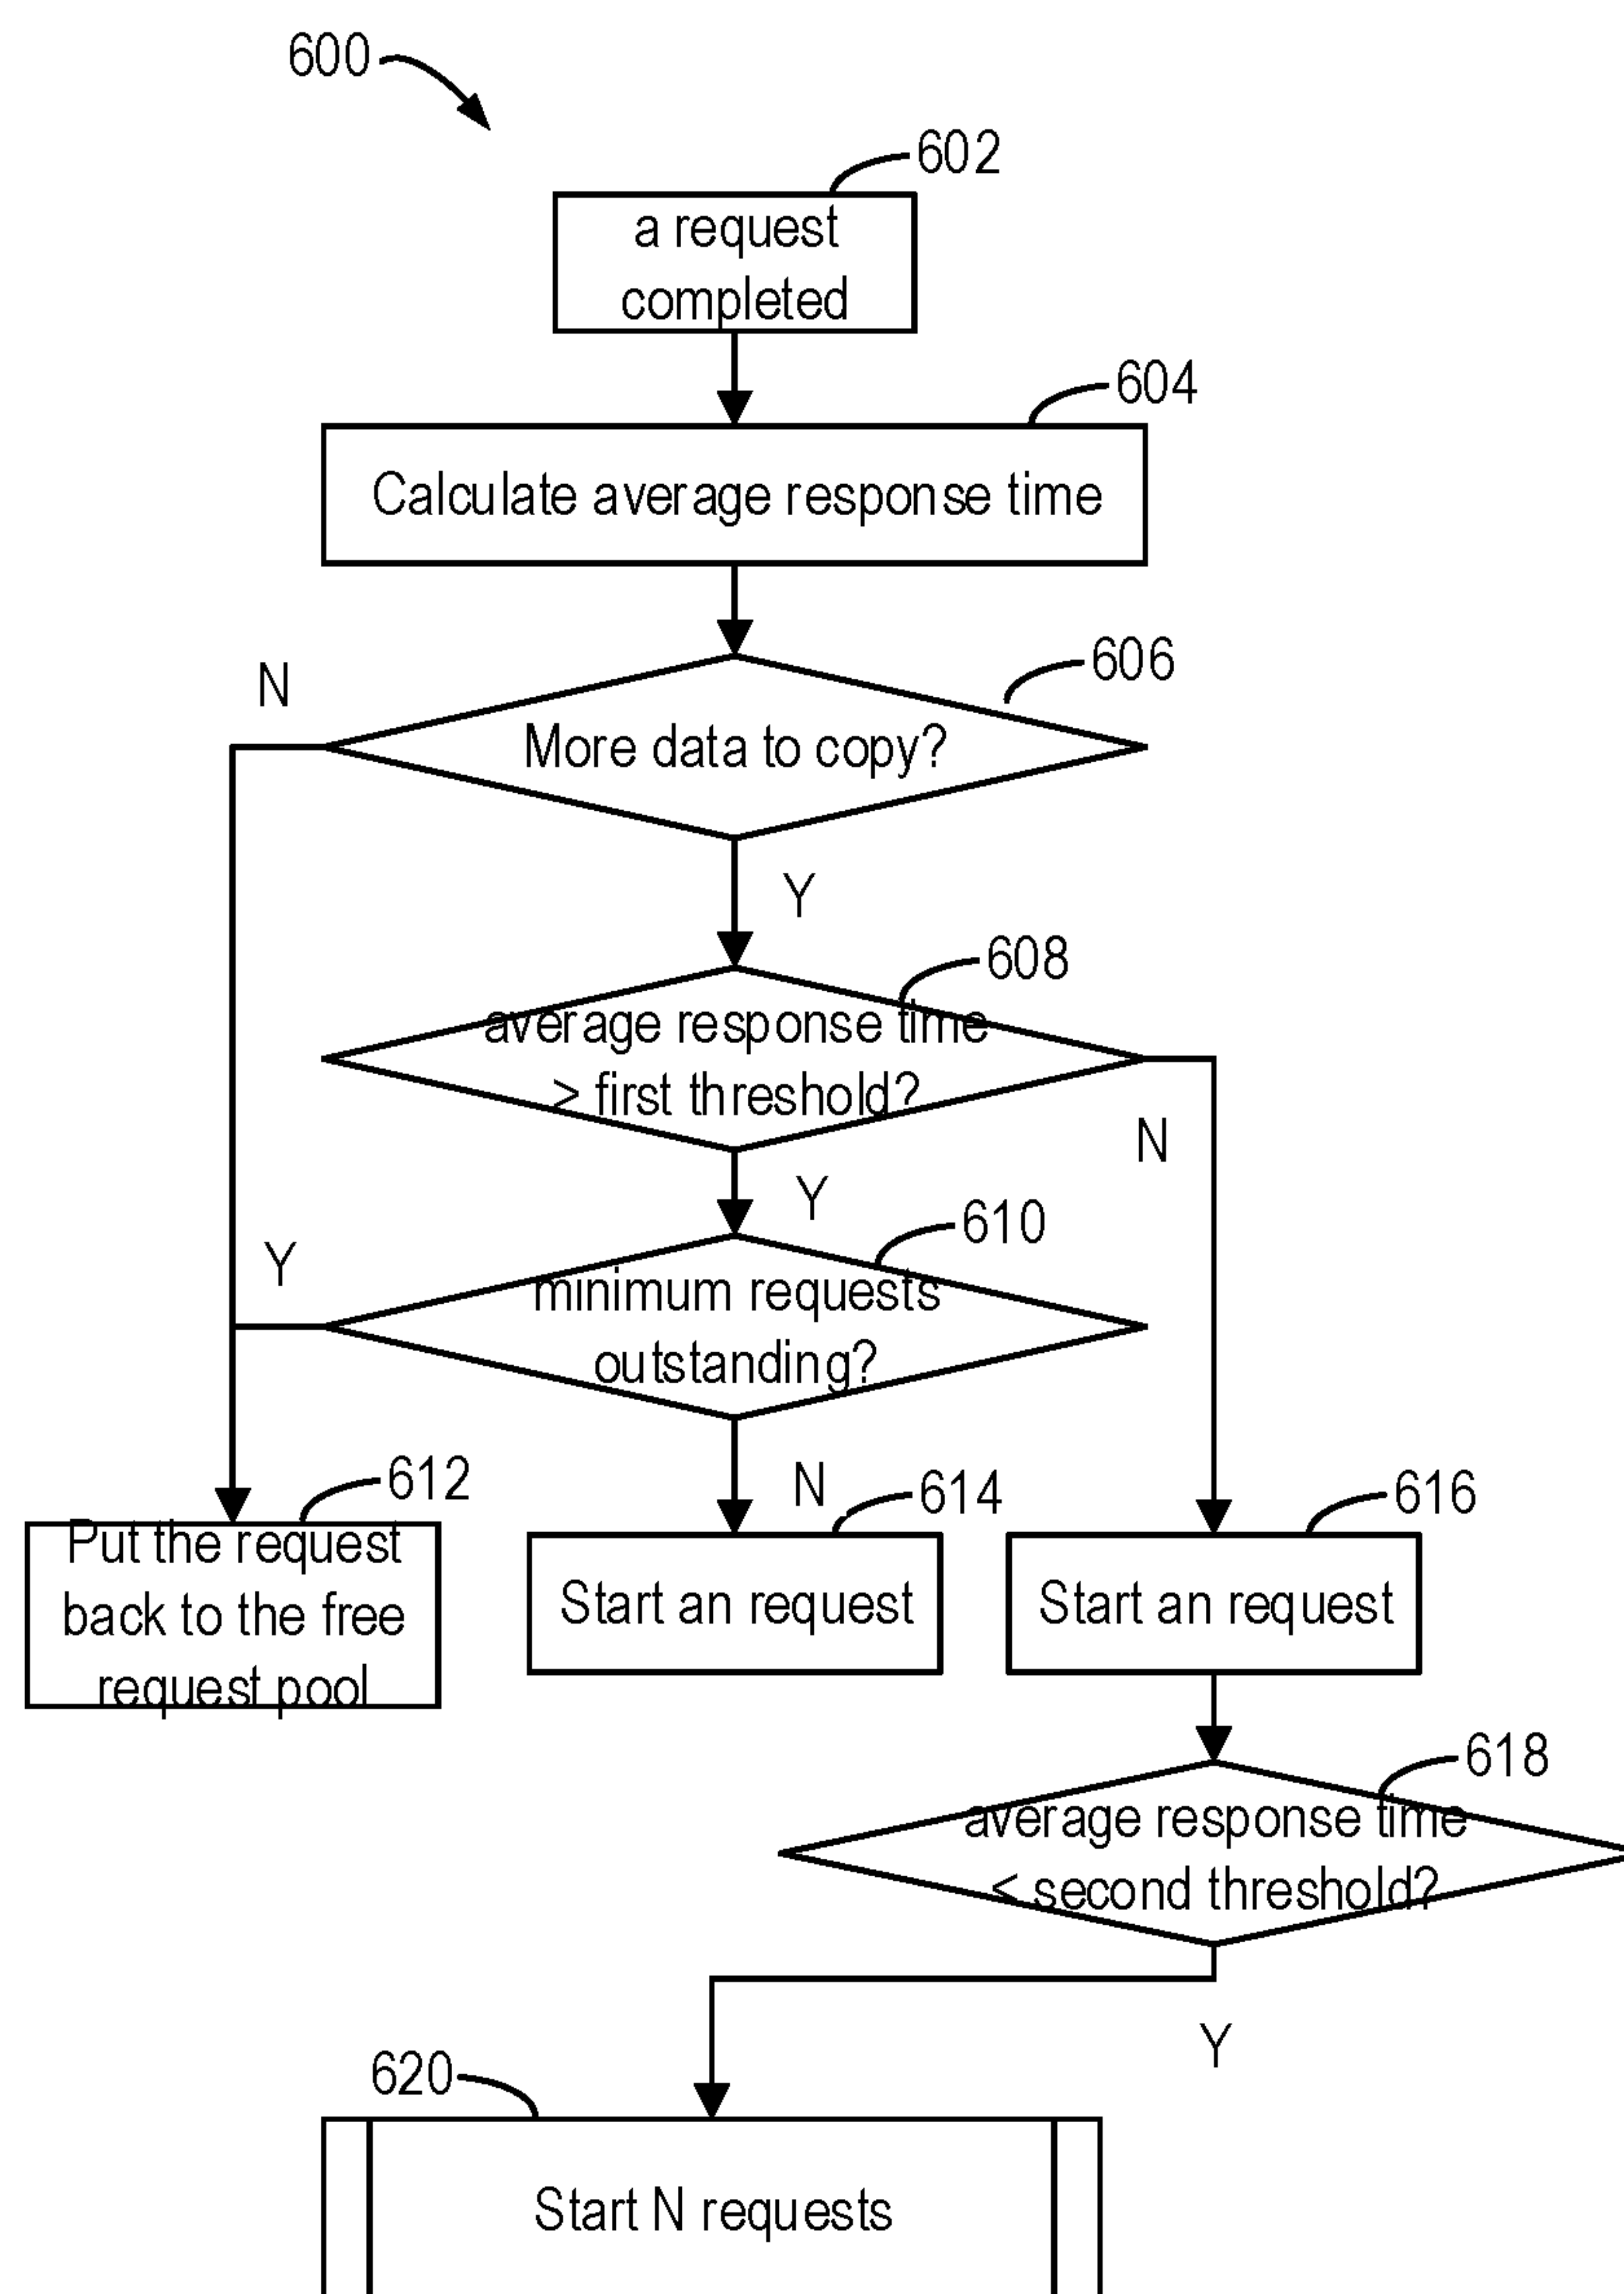 600
602
a request
completed
604
Calculate average response time
606
N
More data to copy?
Y
608
average response time
> first threshold?
N
Y
610
Y
minimum requests
outstanding?
612
N
614
616
Put the request
back to the free
request pool
Start an request
Start an request
618
average response time
< second threshold?
Y
620
Start N requests